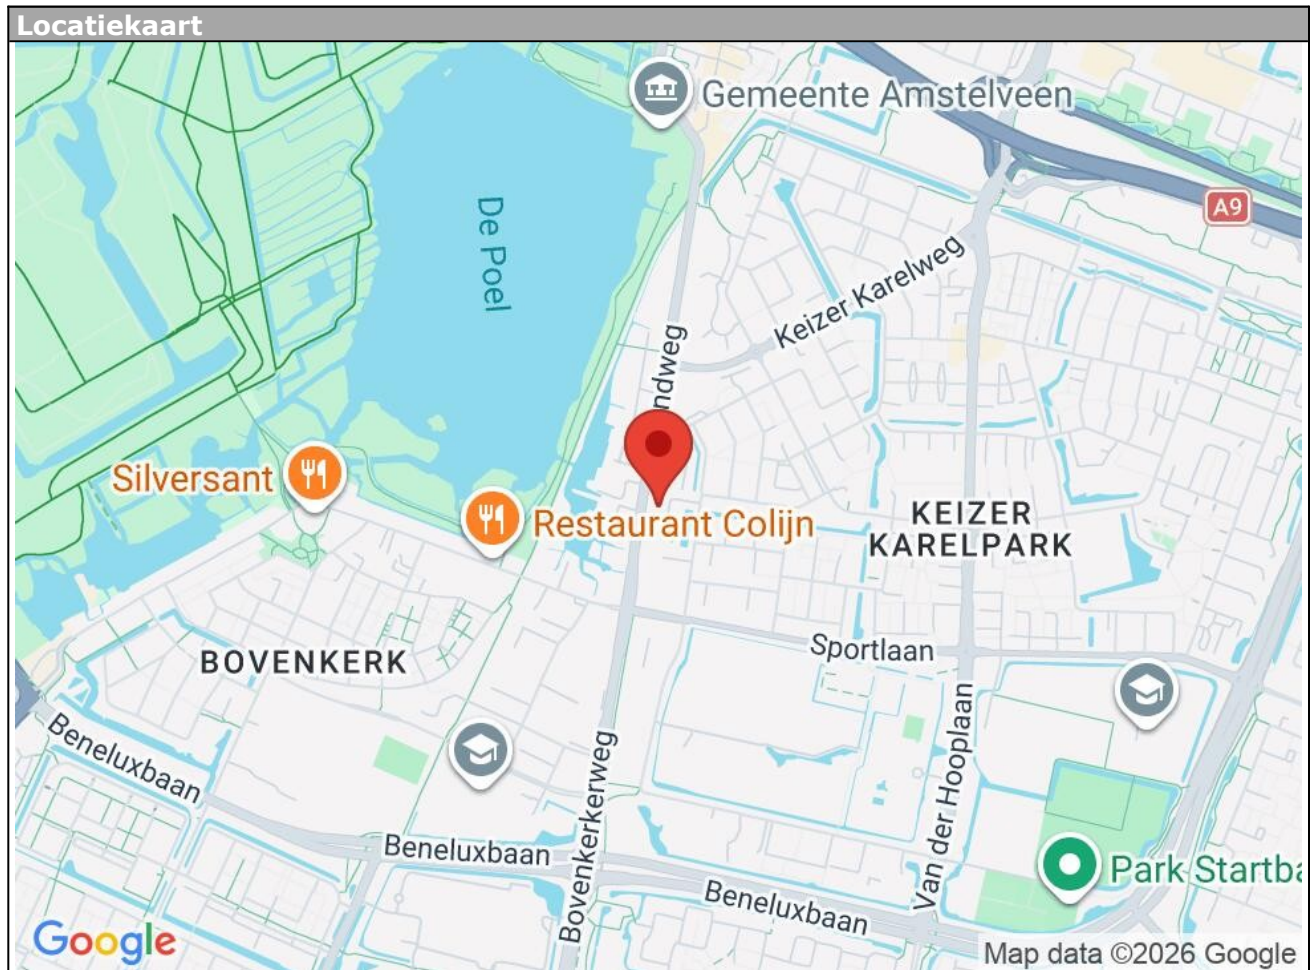 Locatiekaart
Gemeente Amstelveen
A9
De Poel
Keizer Karelweg
ndweg
Silversant
Restaurant Colijn
KEIZER
KARELPARK
Sportlaan
BOVENKERK
Beneluxbaan
Bovenkerkerweg
Van der Hooplaan
Beneluxbaan
Park Startba
Beneluxbaan
Google
Map data ©2026 Google